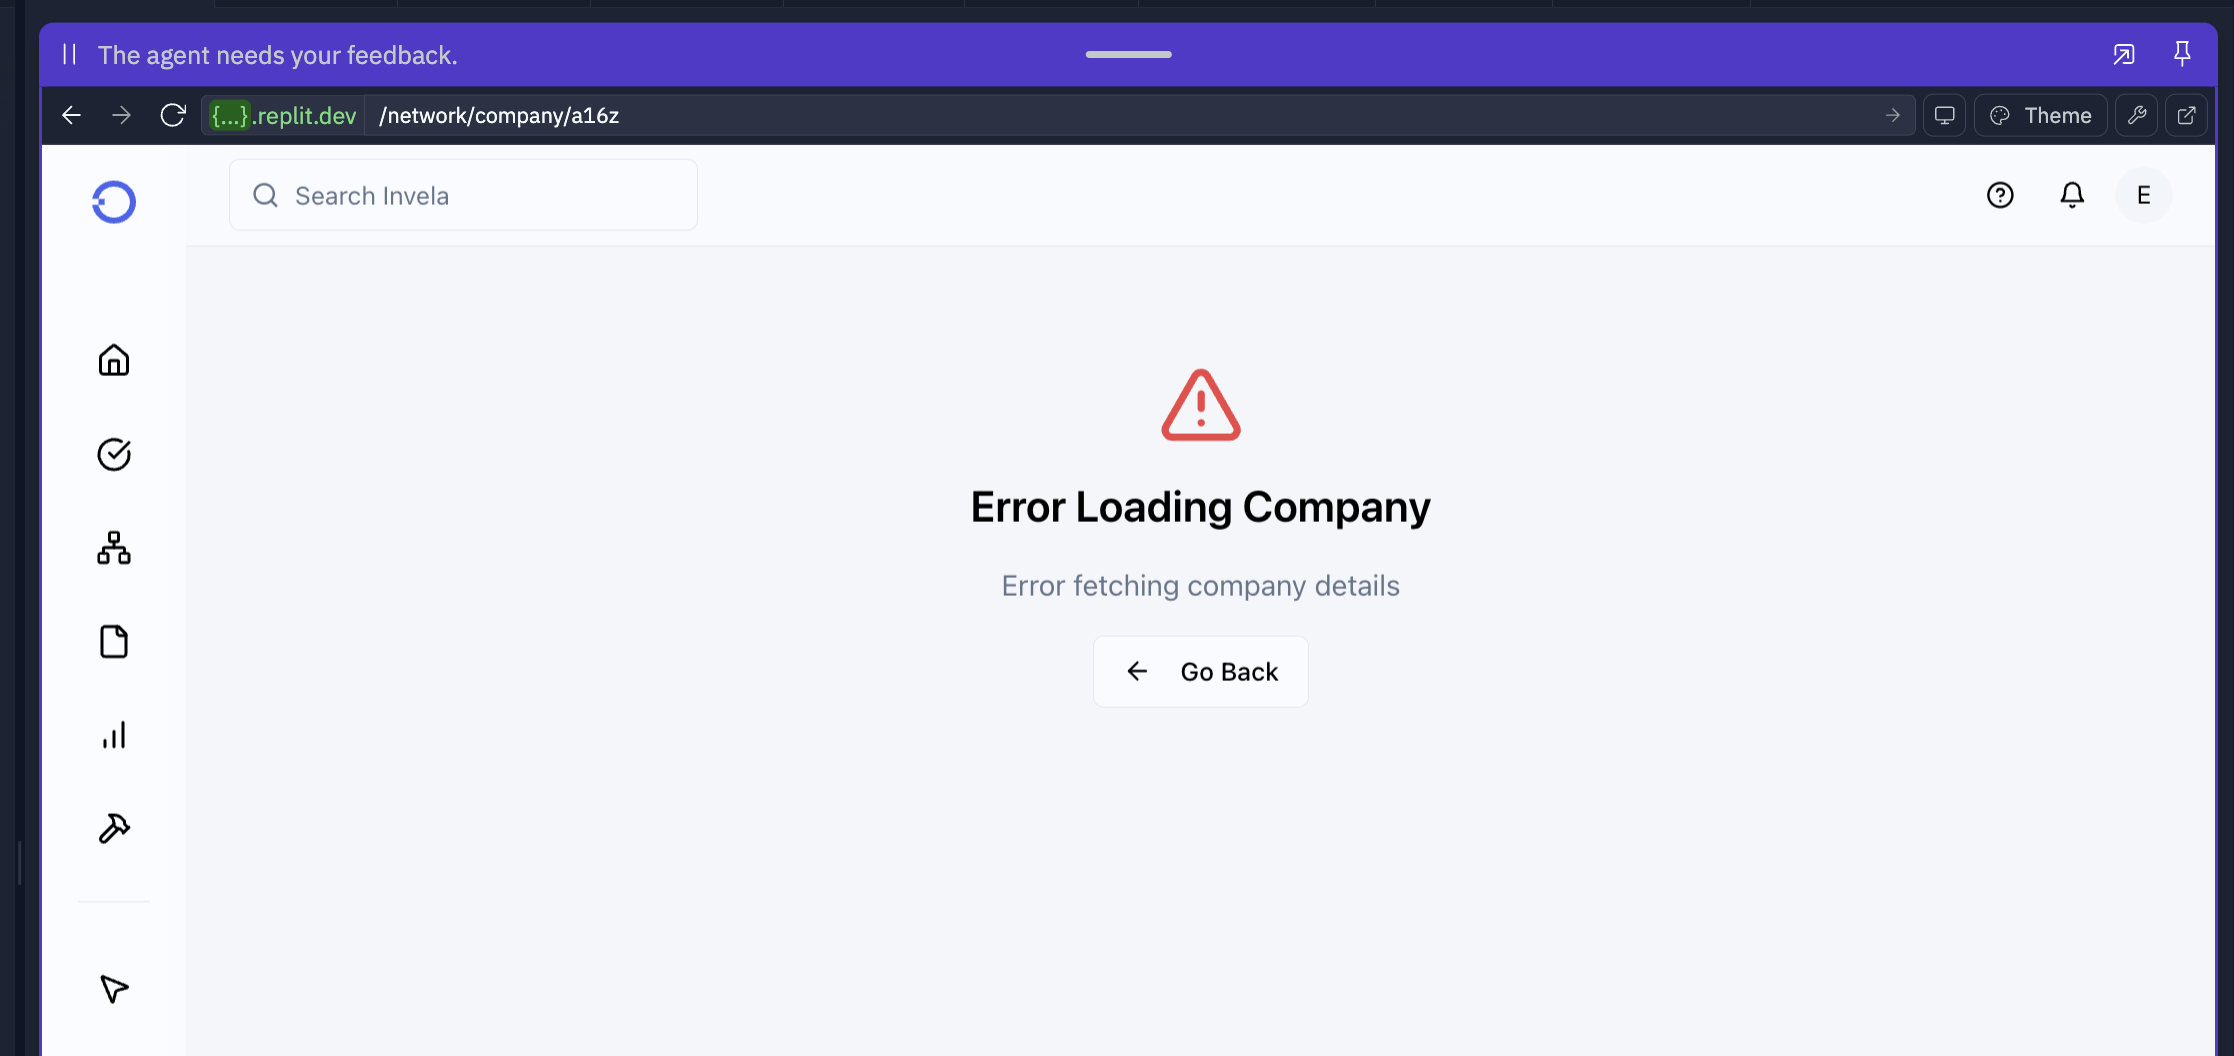 The agent needs your feedback.
{...}.replit.dev /network/company/a16z
Theme
Search Invela
E
Error Loading Company
Error fetching company details
Go Back